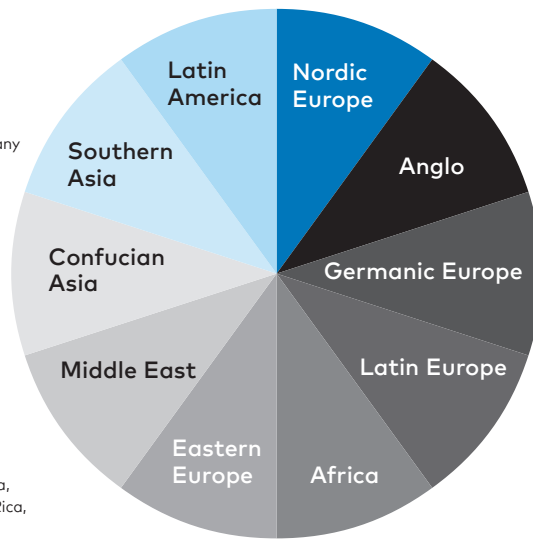 Latin
America
Nordic
Europe
Southern
Asia
Anglo
Confucian
Asia
Germanic Europe
Middle East
Latin Europe
Eastern
Europe
Africa